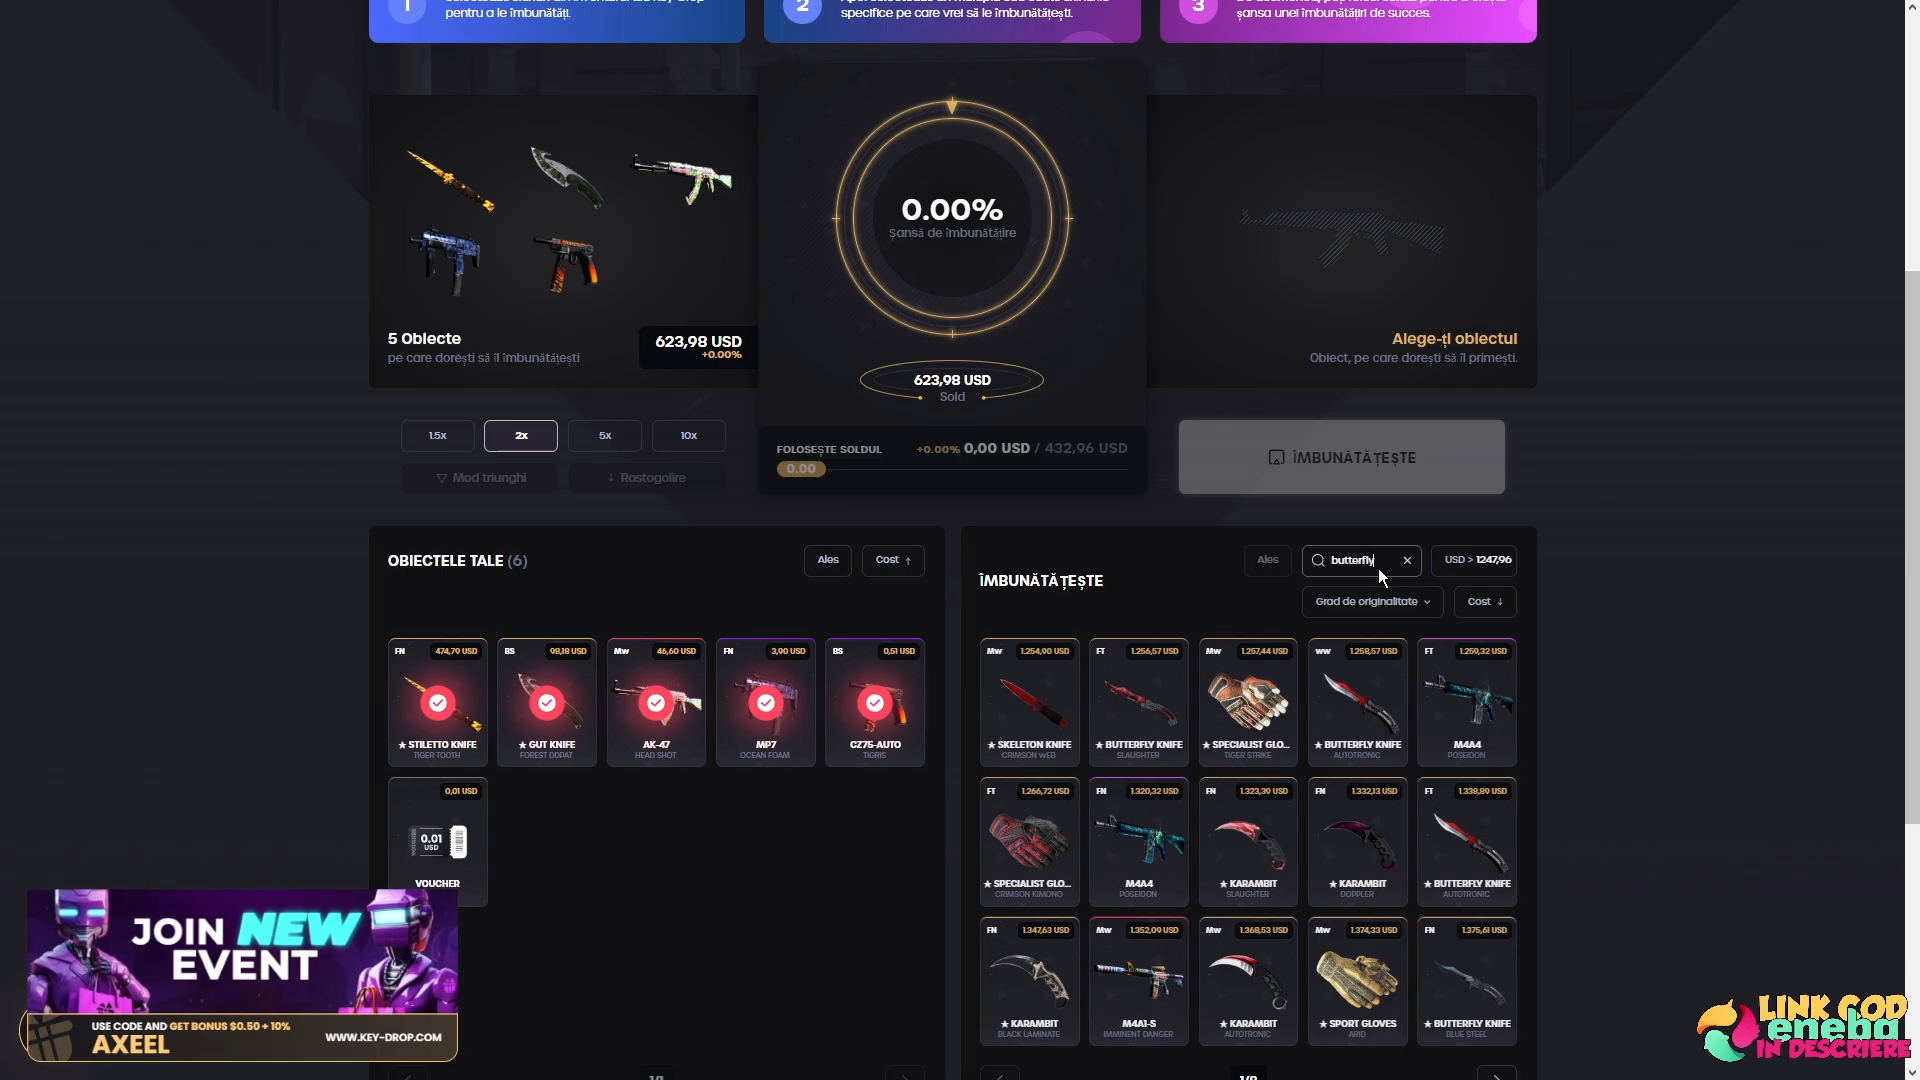 1
pentru a le îmbunătăți.
2
specifice pe care vrei să le îmbunătățești.
3
șansa unei îmbunătățiri de succes.
0.00%
Șansă de îmbunătățire
5 Obiecte
pe care dorești să îl îmbunătățești
623,98 USD
+0.00%
Alege-ți obiectul
Obiect, pe care dorești să îl primești.
623,98 USD
Sold
1.5x
2x
5x
10x
Mod triunghi
Rostogolire
FOLOSEȘTE SOLDUL
+0.00% 0,00 USD / 432,96 USD
0.00
ÎMBUNĂTĂȚEȘTE
OBIECTELE TALE (6)
Ales
Cost
ÎMBUNĂTĂȚEȘTE
Ales
butterfly
USD > 1247,96
Grad de originalitate
Cost
FN 474,79 USD
★ STILETTO KNIFE
TIGER TOOTH
BS 98,18 USD
★ GUT KNIFE
FOREST DDPAT
MW 46,60 USD
AK-47
HEAD SHOT
FN 3,90 USD
MP7
OCEAN FOAM
BS 0,51 USD
CZ75-AUTO
TIGRIS
0,01 USD
0.01
USD
VOUCHER
MW 1.254,90 USD
★ SKELETON KNIFE
CRIMSON WEB
FT 1.256,57 USD
★ BUTTERFLY KNIFE
SLAUGHTER
MW 1.257,44 USD
★ SPECIALIST GLO...
TIGER STRIKE
WW 1.258,57 USD
★ BUTTERFLY KNIFE
AUTOTRONIC
FT 1.259,32 USD
M4A4
POSEIDON
FT 1.266,72 USD
★ SPECIALIST GLO...
CRIMSON KIMONO
FN 1.320,32 USD
M4A4
POSEIDON
FN 1.323,39 USD
★ KARAMBIT
SLAUGHTER
FN 1.332,13 USD
★ KARAMBIT
DOPPLER
FT 1.338,89 USD
★ BUTTERFLY KNIFE
AUTOTRONIC
FN 1.347,63 USD
★ KARAMBIT
BLACK LAMINATE
MW 1.352,09 USD
M4A1-S
IMMINENT DANGER
MW 1.368,53 USD
★ KARAMBIT
AUTOTRONIC
MW 1.374,33 USD
★ SPORT GLOVES
ARID
FN 1.375,61 USD
★ BUTTERFLY KNIFE
BLUE STEEL
1/1
1/8
JOIN NEW
EVENT
USE CODE AND GET BONUS $0.50 + 10%
AXEEL
WWW.KEY-DROP.COM
LINK COD
eneba
IN DESCRIERE